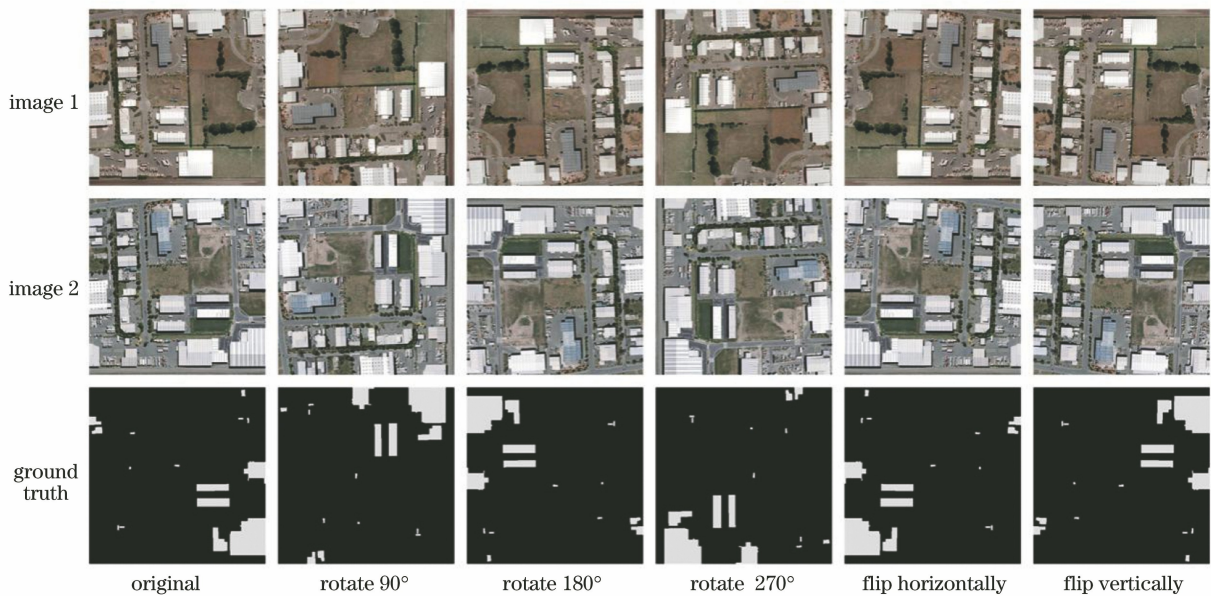 image 1
image 2
ground
truth
original
rotate 90°
rotate 180°
rotate 270°
flip horizontally
flip vertically